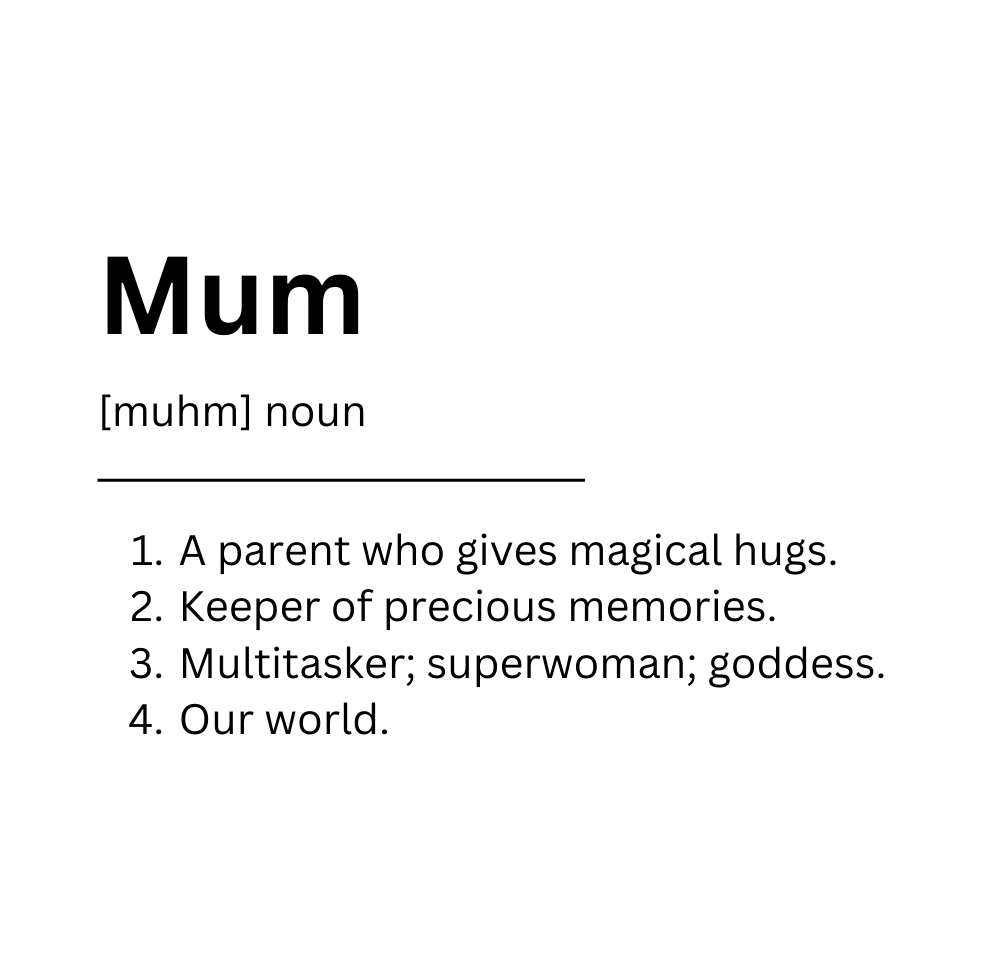 Mum
[muhm] noun
1. A parent who gives magical hugs.
2. Keeper of precious memories.
3. Multitasker; superwoman; goddess.
4. Our world.